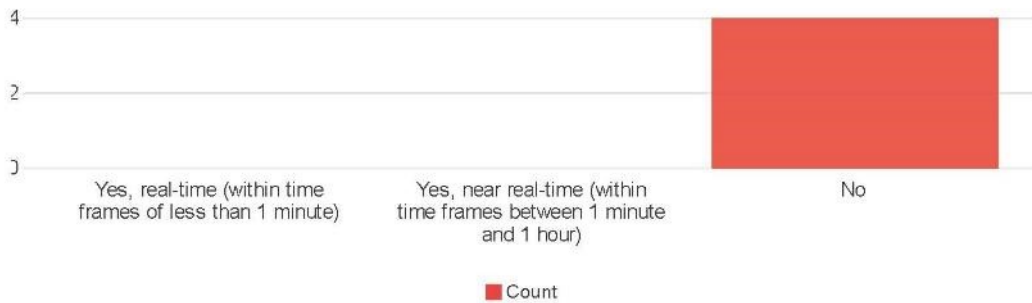 4
2
0
Yes, real-time (within time
frames of less than 1 minute)
Yes, near real-time (within
time frames between 1 minute
and 1 hour)
No
Count